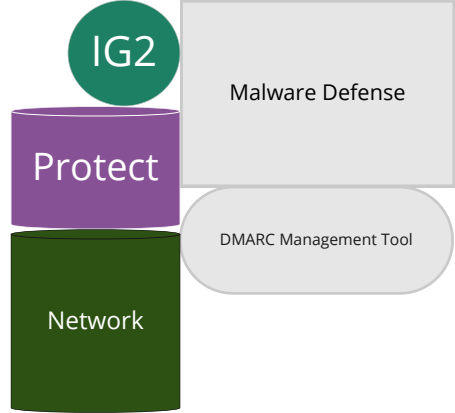 IG2
Malware Defense
Protect
DMARC Management Tool
Network